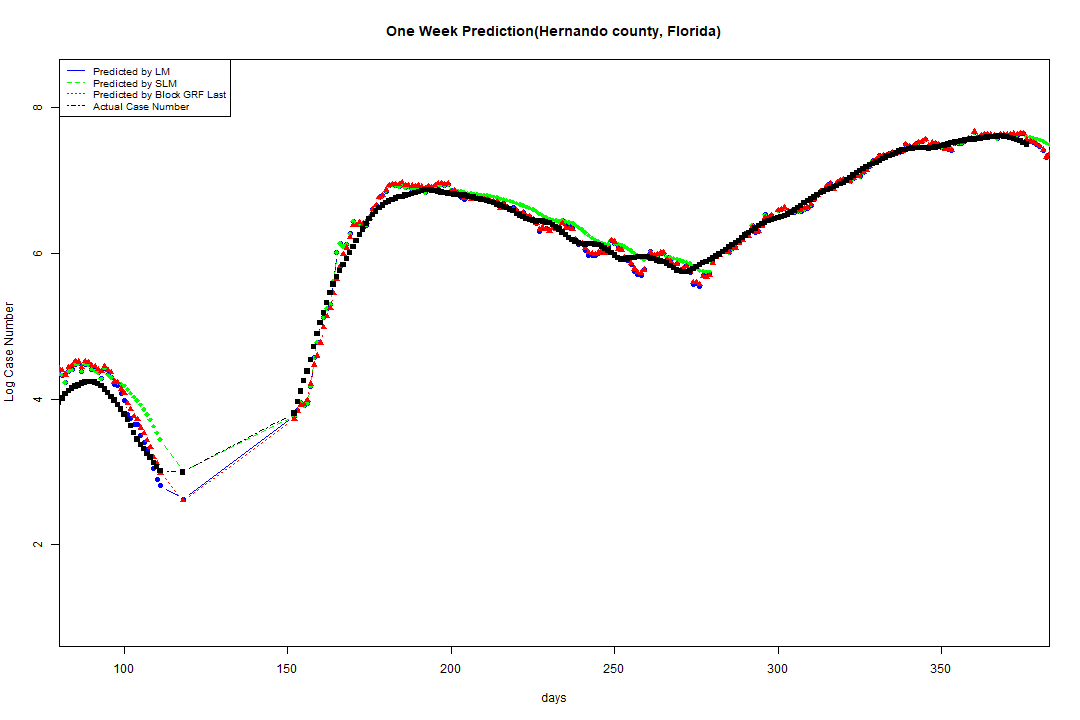 One Week Prediction(Hernando county, Florida)
Predicted by LM
Predicted by SLM
Predicted by Block GRF Last
Actual Case Number
Log Case Number
8
6
4
2
100 150 200 250 300 350
days